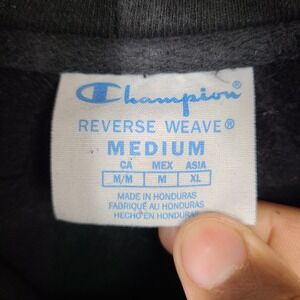 Champion
REVERSE WEAVE®
MEDIUM
CA MEX ASIA
M/M M XL
MADE IN HONDURAS
FABRIQUÉ AU HONDURAS
HECHO EN HONDURAS